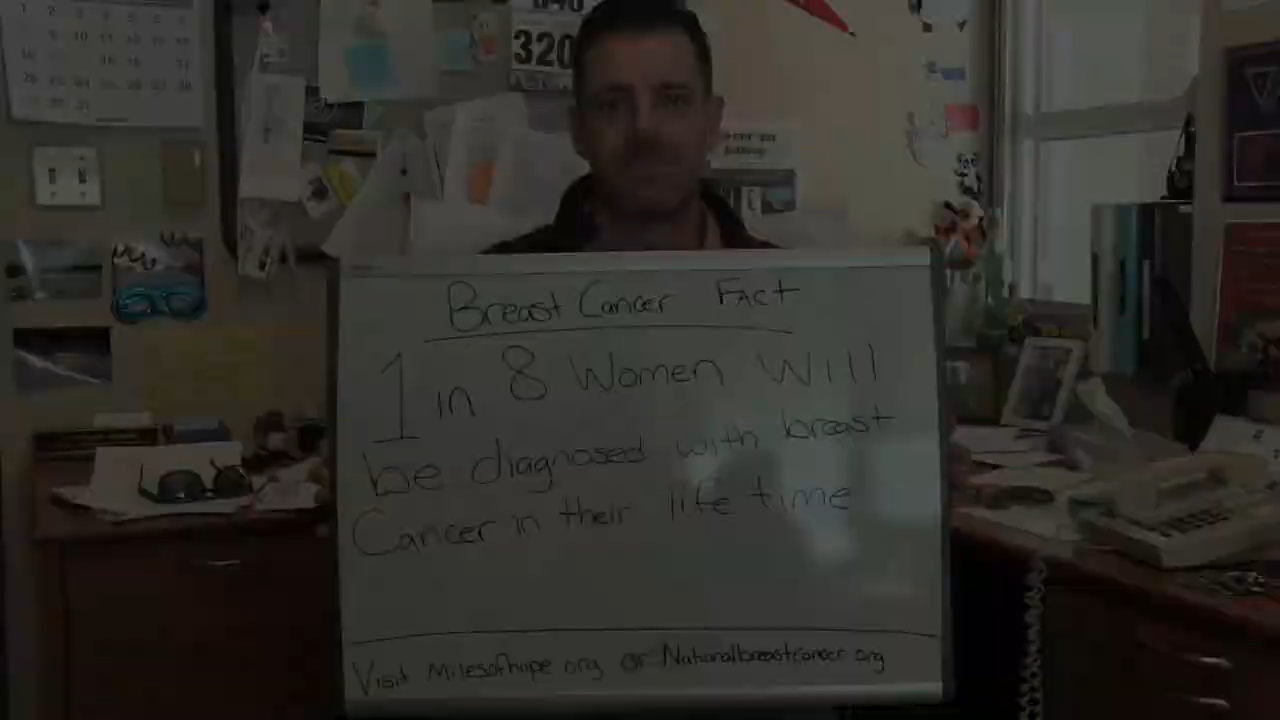 320
Breast Cancer Fact
1 in 8 Women Will
be diagnosed with breast
Cancer in their life time
Visit Milesofhope.org or Nationalbreastcancer.org